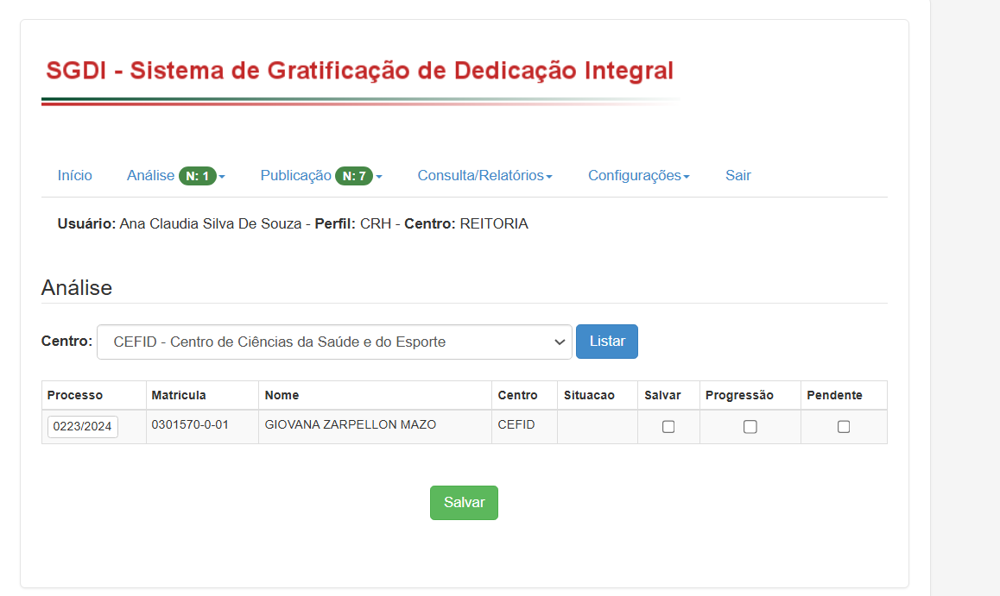 SGDI - Sistema de Gratificação de Dedicação Integral
Início Análise N: 1 Publicação N: 7 Consulta/Relatórios Configurações Sair
Usuário: Ana Claudia Silva De Souza - Perfil: CRH - Centro: REITORIA
Análise
Centro: CEFID - Centro de Ciências da Saúde e do Esporte Listar
Processo Matricula Nome Centro Situacao Salvar Progressão Pendente
0223/2024 0301570-0-01 GIOVANA ZARPELLON MAZO CEFID
Salvar